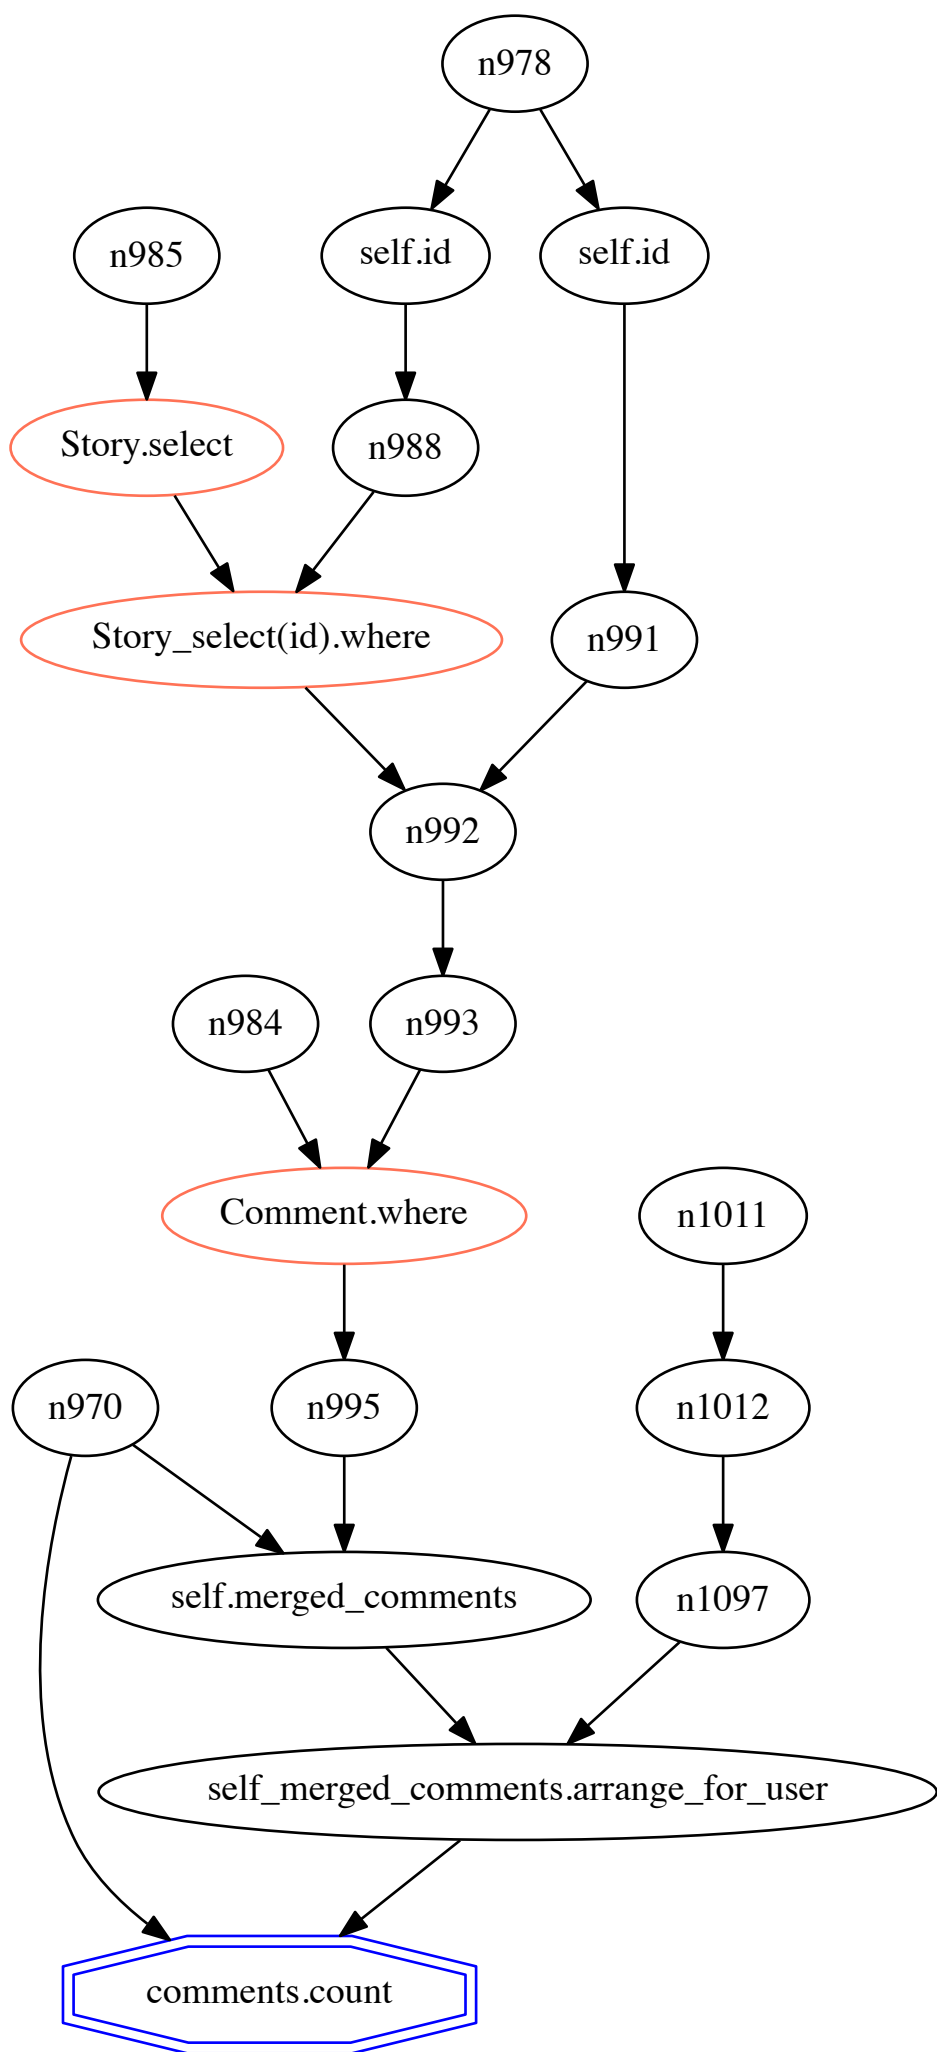 n978
n985
self.id
self.id
Story.select
n988
Story_select(id).where
n991
n992
n984
n993
Comment.where
n1011
n970
n995
n1012
self.merged_comments
n1097
self_merged_comments.arrange_for_user
comments.count